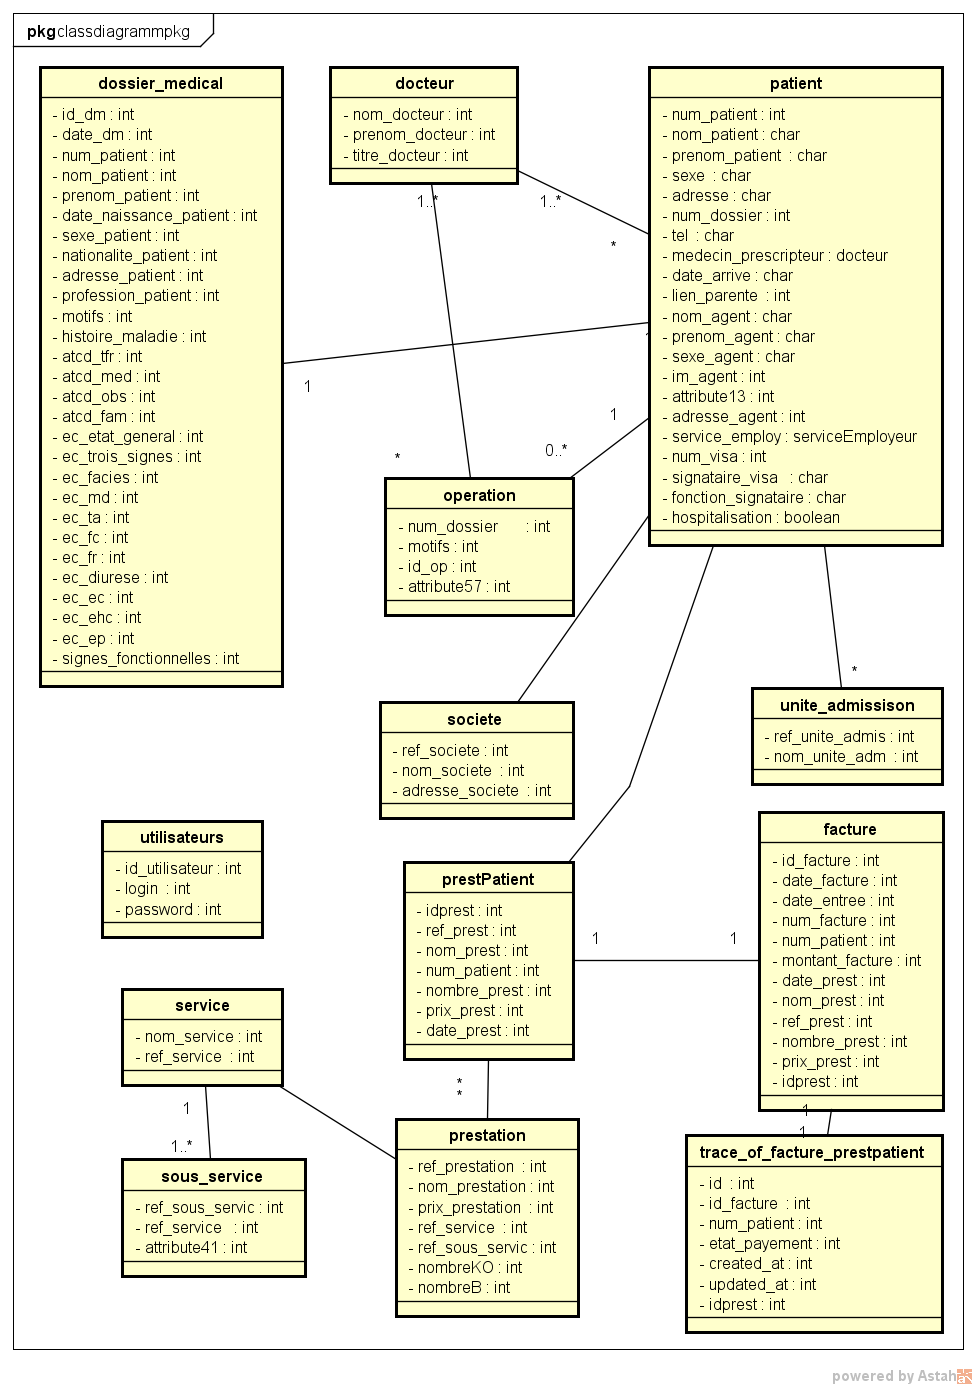 pkg classdiagrammpkg
dossier_medical
- id_dm : int
- date_dm : int
- num_patient : int
- nom_patient : int
- prenom_patient : int
- date_naissance_patient : int
- sexe_patient : int
- nationalite_patient : int
- adresse_patient : int
- profession_patient : int
- motifs : int
- histoire_maladie : int
- atcd_tfr : int
- atcd_med : int
- atcd_obs : int
- atcd_fam : int
- ec_etat_general : int
- ec_trois_signes : int
- ec_facies : int
- ec_md : int
- ec_ta : int
- ec_fc : int
- ec_fr : int
- ec_diurese : int
- ec_ec : int
- ec_ehc : int
- ec_ep : int
- signes_fonctionnelles : int
docteur
- nom_docteur : int
- prenom_docteur : int
- titre_docteur : int
1..*
1..*
*
patient
- num_patient : int
- nom_patient : char
- prenom_patient : char
- sexe : char
- adresse : char
- num_dossier : int
- tel : char
- medecin_prescripteur : docteur
- date_arrive : char
- lien_parente : int
- nom_agent : char
- prenom_agent : char
- sexe_agent : char
- im_agent : int
- attribute13 : int
- adresse_agent : int
- service_employ : serviceEmployeur
- num_visa : int
- signataire_visa : char
- fonction_signataire : char
- hospitalisation : boolean
1
1
0..*
*
operation
- num_dossier : int
- motifs : int
- id_op : int
- attribute57 : int
*
societe
- ref_societe : int
- nom_societe : int
- adresse_societe : int
unite_admissison
- ref_unite_admis : int
- nom_unite_adm : int
utilisateurs
- id_utilisateur : int
- login : int
- password : int
prestPatient
- idprest : int
- ref_prest : int
- nom_prest : int
- num_patient : int
- nombre_prest : int
- prix_prest : int
- date_prest : int
1
1
facture
- id_facture : int
- date_facture : int
- date_entree : int
- num_facture : int
- num_patient : int
- montant_facture : int
- date_prest : int
- nom_prest : int
- ref_prest : int
- nombre_prest : int
- prix_prest : int
- idprest : int
service
- nom_service : int
- ref_service : int
1
1..*
*
*
1
1
sous_service
- ref_sous_servic : int
- ref_service : int
- attribute41 : int
prestation
- ref_prestation : int
- nom_prestation : int
- prix_prestation : int
- ref_service : int
- ref_sous_servic : int
- nombreKO : int
- nombreB : int
trace_of_facture_prestpatient
- id : int
- id_facture : int
- num_patient : int
- etat_payement : int
- created_at : int
- updated_at : int
- idprest : int
powered by Astah